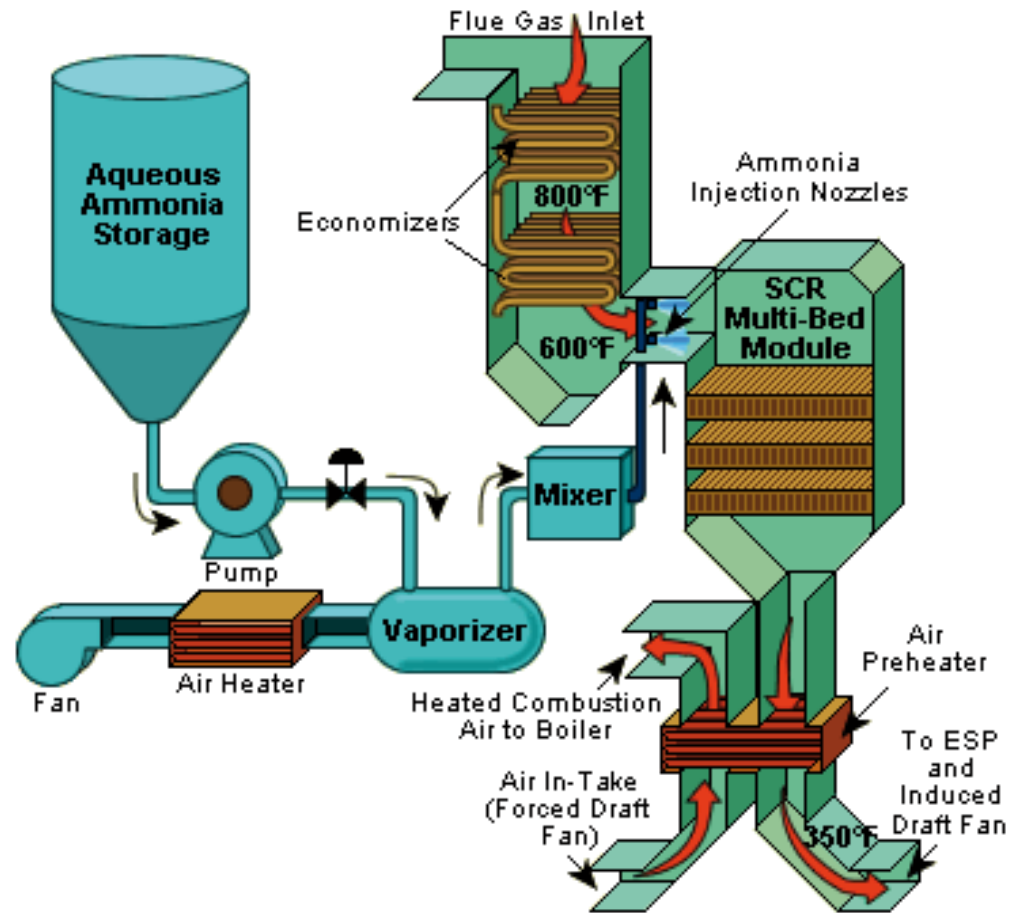 Flue Gas Inlet
Aqueous
Ammonia
Storage
Economizers
800°F
600°F
Ammonia
Injection Nozzles
SCR
Multi-Bed
Module
Pump
Mixer
Vaporizer
Fan
Air Heater
Heated Combustion
Air to Boiler
Air
Preheater
Air In-Take
(Forced Draft
Fan)
To ESP
and
Induced
Draft Fan
350°F